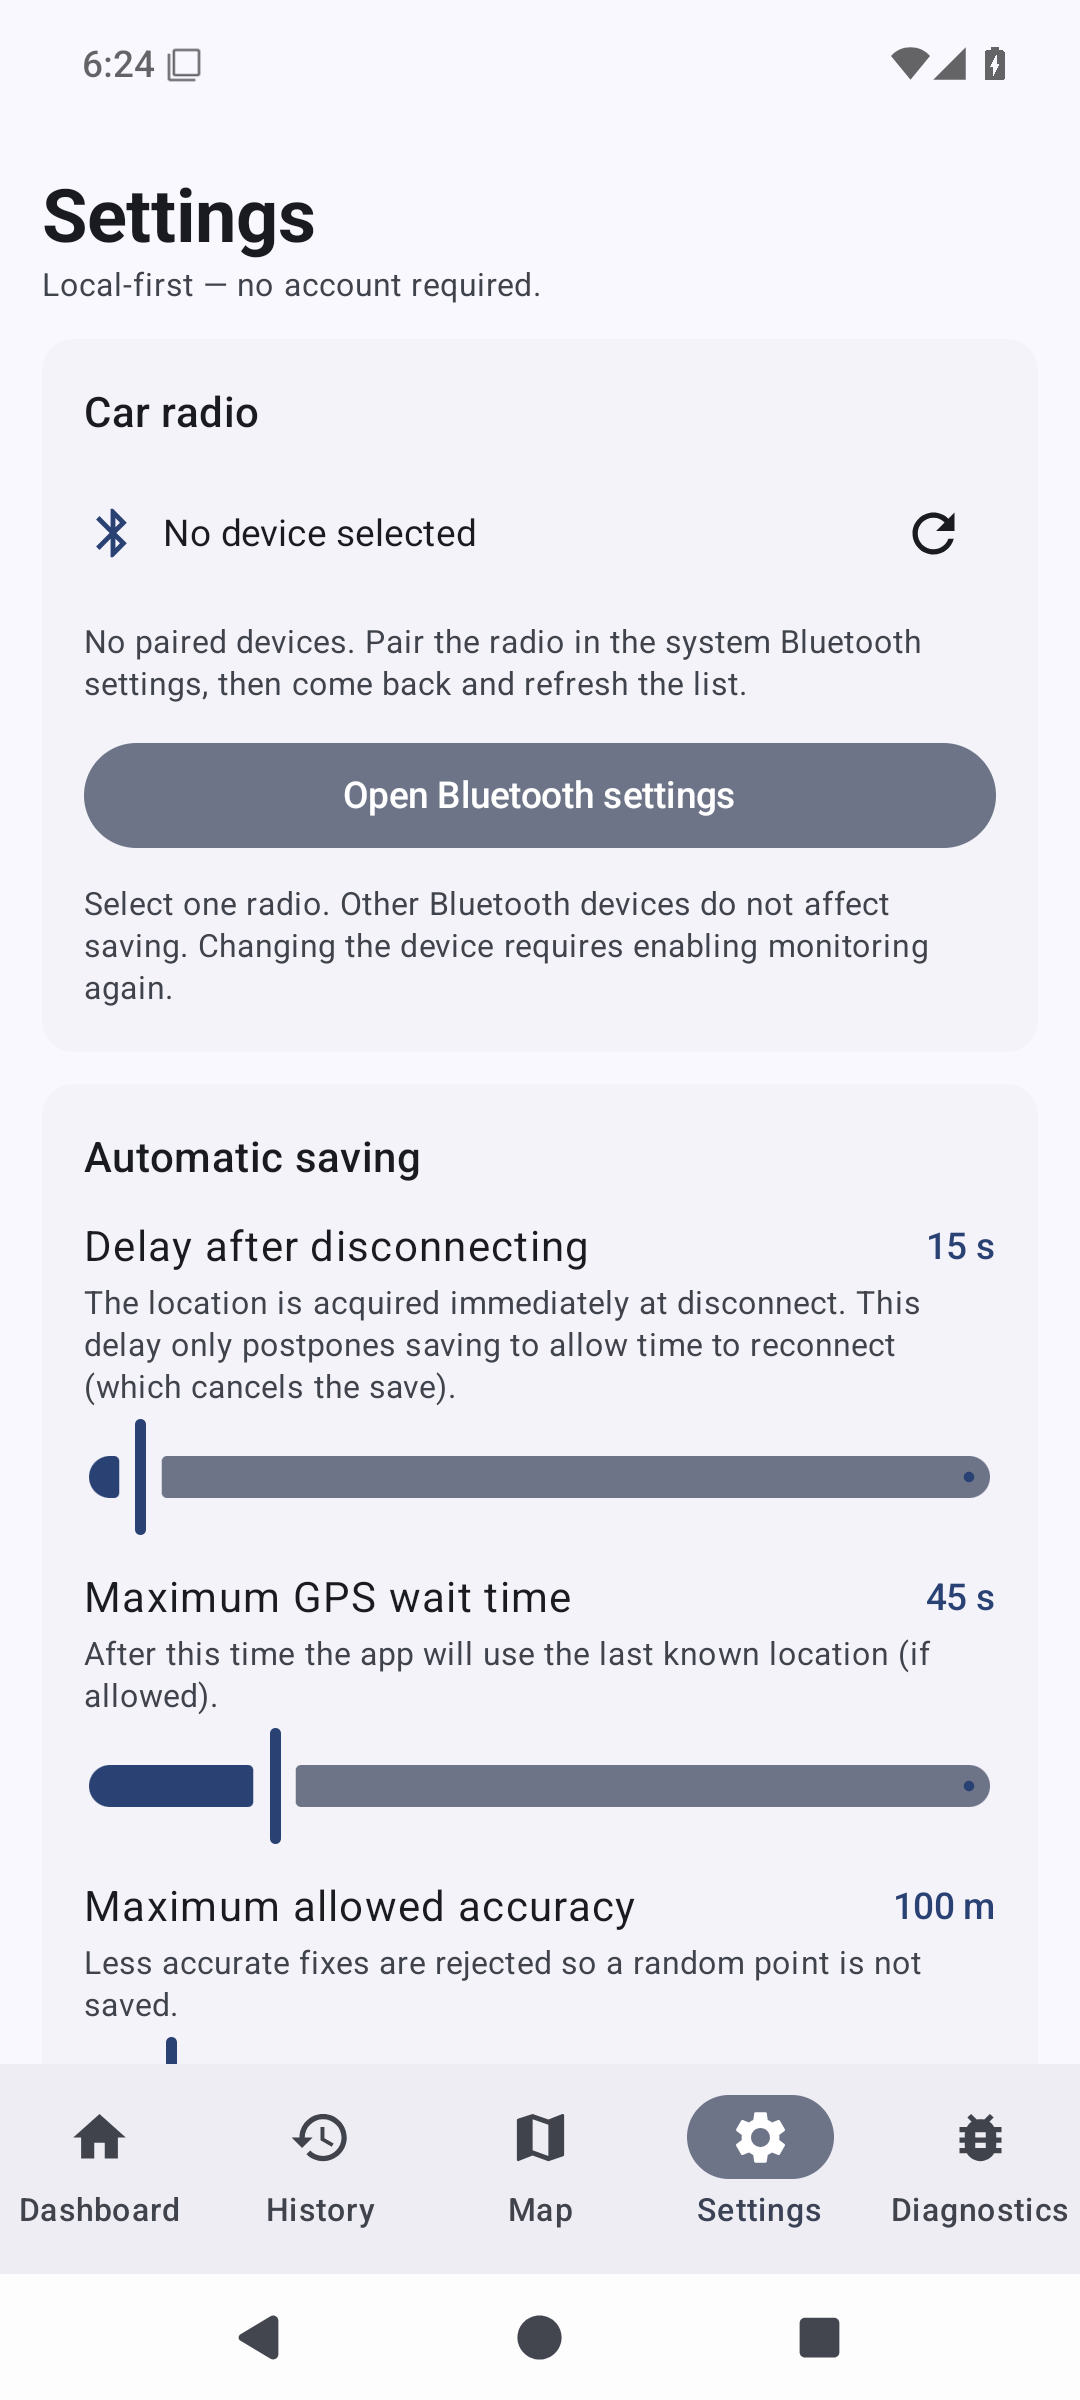 6:24
Settings
Local-first — no account required.
Car radio
No device selected
No paired devices. Pair the radio in the system Bluetooth
settings, then come back and refresh the list.
Open Bluetooth settings
Select one radio. Other Bluetooth devices do not affect
saving. Changing the device requires enabling monitoring
again.
Automatic saving
Delay after disconnecting 15 s
The location is acquired immediately at disconnect. This
delay only postpones saving to allow time to reconnect
(which cancels the save).
Maximum GPS wait time 45 s
After this time the app will use the last known location (if
allowed).
Maximum allowed accuracy 100 m
Less accurate fixes are rejected so a random point is not
saved.
Dashboard History Map Settings Diagnostics